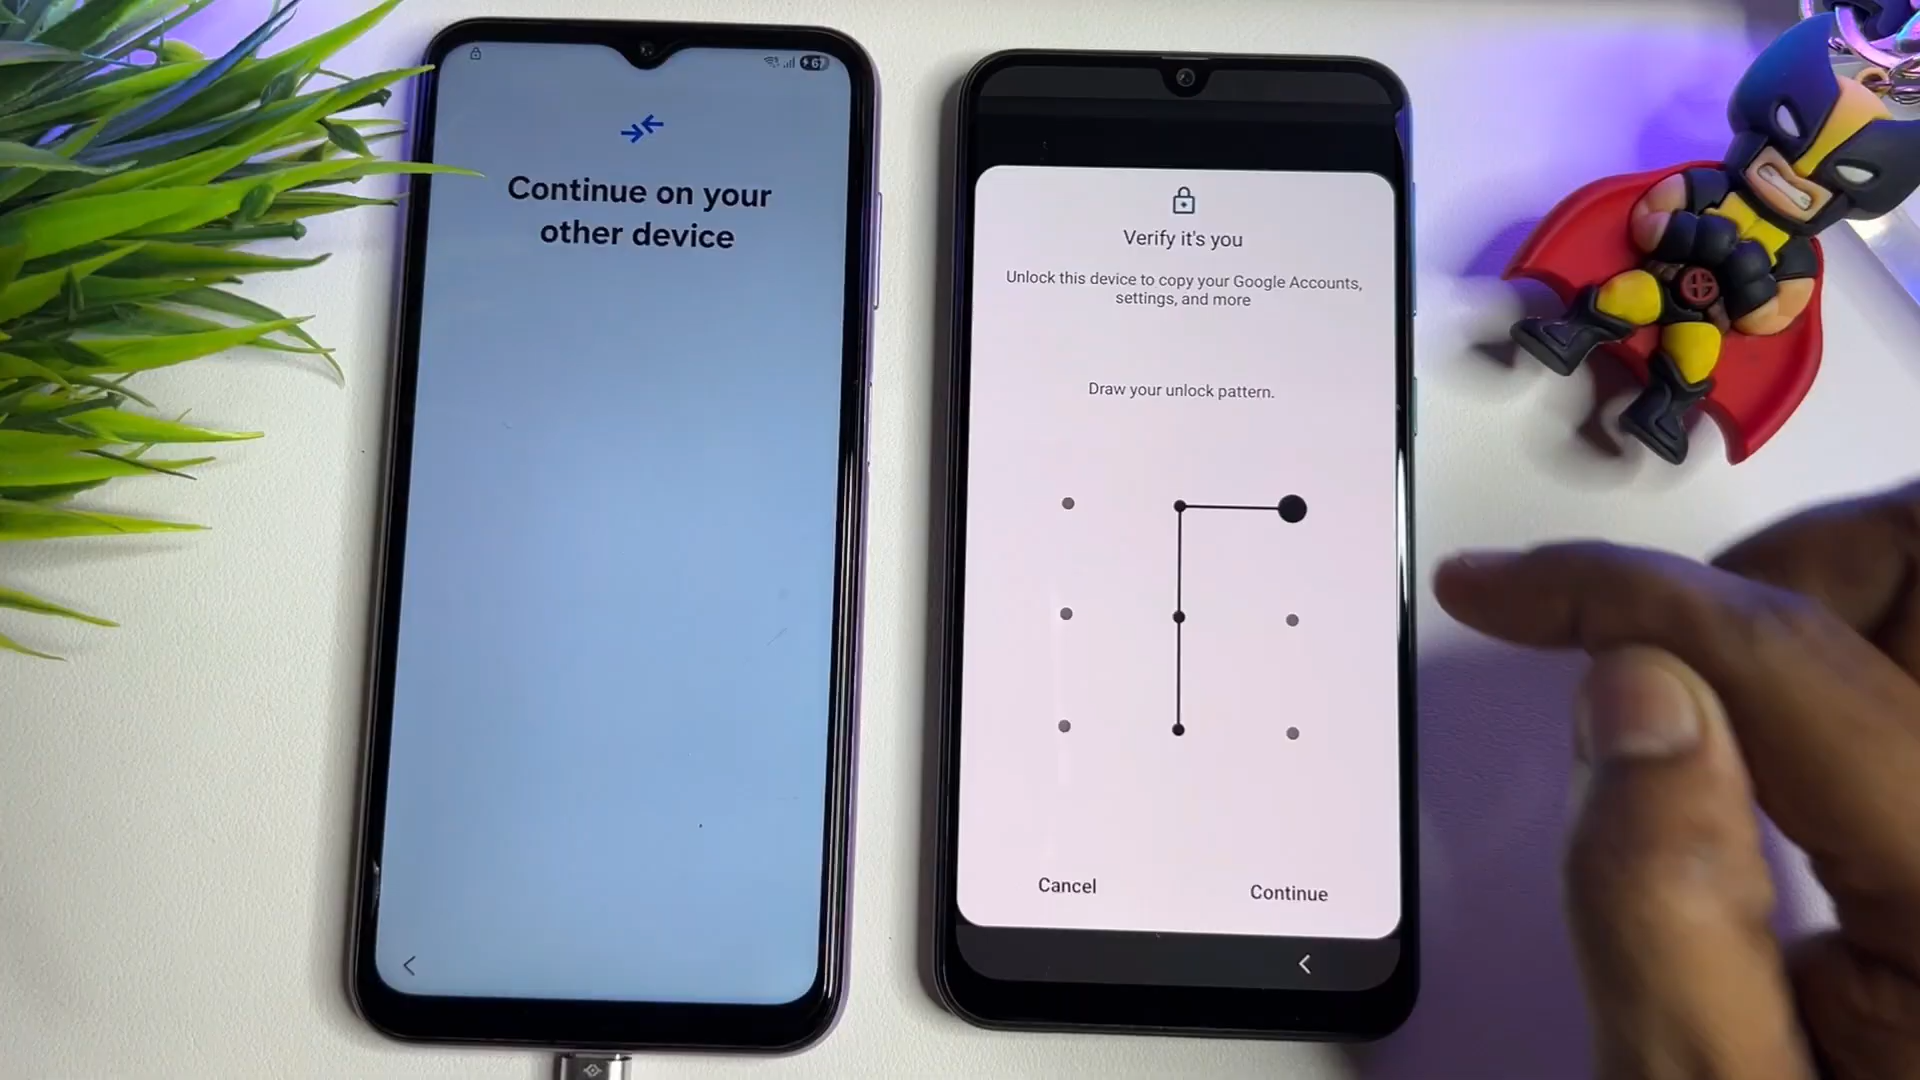 67
Continue on your
other device
Verify it's you
Unlock this device to copy your Google Accounts,
settings, and more
Draw your unlock pattern.
Cancel
Continue